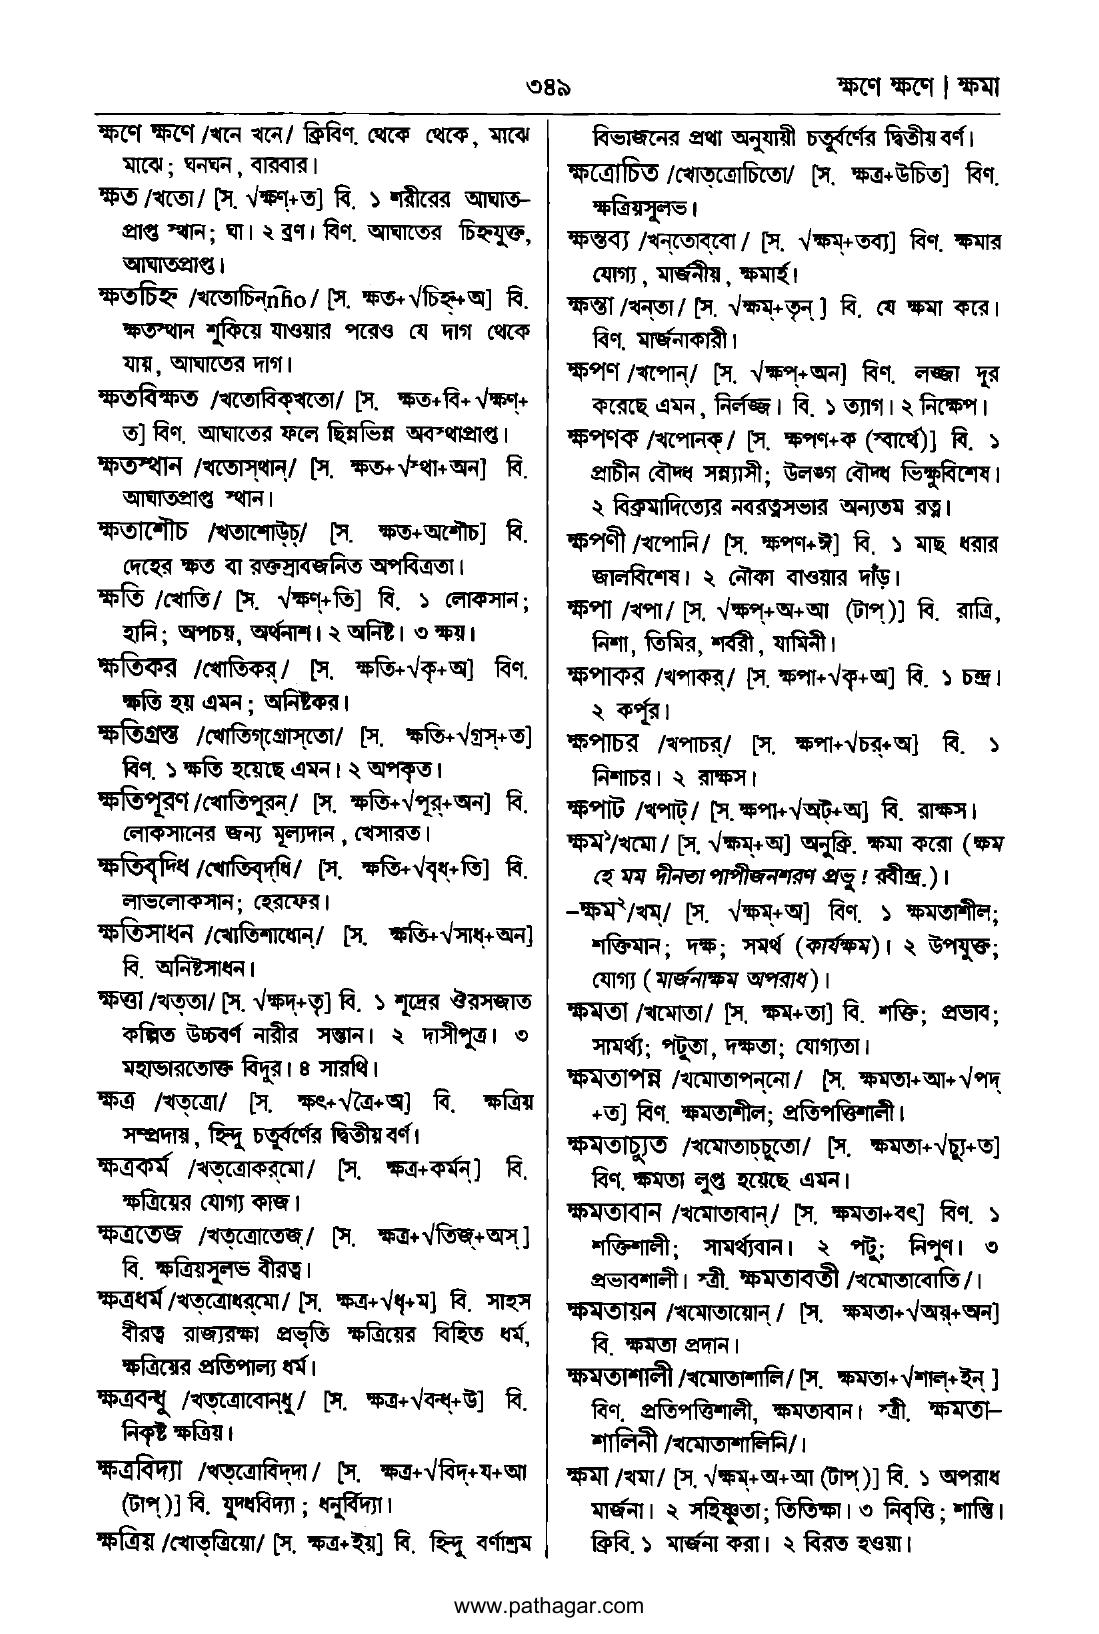 ৩৪৯
ক্ষণে ক্ষণে | ক্ষমা
ক্ষণে ক্ষণে /খনে খনে/ ক্রিবিণ. থেকে থেকে, মাঝে
মাঝে; ঘনঘন, বারবার।
ক্ষত /খতো/ [স. √ক্ষণ্+ত] বি. ১ শরীরের আঘাত-
প্রাপ্ত স্থান; ঘা। ২ ব্রণ। বিণ. আঘাতের চিহ্নযুক্ত,
আঘাতপ্রাপ্ত।
ক্ষতচিহ্ন /খতোচিন্‌n̂ho/ [স. ক্ষত+√চিহ্ন্+অ] বি.
ক্ষতস্থান শুকিয়ে যাওয়ার পরেও যে দাগ থেকে
যায়, আঘাতের দাগ।
ক্ষতবিক্ষত /খতোবিক্‌খতো/ [স. ক্ষত+বি+√ক্ষণ্+
ত] বিণ. আঘাতের ফলে ছিন্নভিন্ন অবস্থাপ্রাপ্ত।
ক্ষতস্থান /খতোস্‌থান্/ [স. ক্ষত+√স্থা+অন] বি.
আঘাতপ্রাপ্ত স্থান।
ক্ষতাশৌচ /খতাশোউ্‌চ্/ [স. ক্ষত+অশৌচ] বি.
দেহের ক্ষত বা রক্তস্রাবজনিত অপবিত্রতা।
ক্ষতি /খোতি/ [স. √ক্ষণ্+তি] বি. ১ লোকসান;
হানি; অপচয়, অর্থনাশ। ২ অনিষ্ট। ৩ ক্ষয়।
ক্ষতিকর /খোতিকর্/ [স. ক্ষতি+√কৃ+অ] বিণ.
ক্ষতি হয় এমন; অনিষ্টকর।
ক্ষতিগ্রস্ত /খোতিগ্‌গ্রোস্‌তো/ [স. ক্ষতি+√গ্রস্+ত]
বিণ. ১ ক্ষতি হয়েছে এমন। ২ অপকৃত।
ক্ষতিপূরণ /খোতিপূরন্/ [স. ক্ষতি+√পূর্+অন] বি.
লোকসানের জন্য মূল্যদান, খেসারত।
ক্ষতিবৃদ্ধি /খোতিবৃদ্‌ধি/ [স. ক্ষতি+√বৃধ্+তি] বি.
লাভলোকসান; হেরফের।
ক্ষতিসাধন /খোতিশাধোন্/ [স. ক্ষতি+√সাধ্+অন]
বি. অনিষ্টসাধন।
ক্ষত্তা /খত্‌তা/ [স. √ক্ষদ্+তৃ] বি. ১ শূদ্রের ঔরসজাত
কল্পিত উচ্চবর্ণ নারীর সন্তান। ২ দাসীপুত্র। ৩
মহাভারতোক্ত বিদূর। ৪ সারথি।
ক্ষত্র /খত্‌ত্রো/ [স. ক্ষৎ+√ত্রৈ+অ] বি. ক্ষত্রিয়
সম্প্রদায়, হিন্দু চতুর্বর্ণের দ্বিতীয় বর্ণ।
ক্ষত্রকর্ম /খত্‌ত্রোকর্‌মো/ [স. ক্ষত্র+কর্মন্] বি.
ক্ষত্রিয়ের যোগ্য কাজ।
ক্ষত্রতেজ /খত্‌ত্রোতেজ্/ [স. ক্ষত্র+√তিজ্+অস্]
বি. ক্ষত্রিয়সুলভ বীরত্ব।
ক্ষত্রধর্ম /খত্‌ত্রোধর্‌মো/ [স. ক্ষত্র+√ধৃ+ম] বি. সাহস
বীরত্ব রাজ্যরক্ষা প্রভৃতি ক্ষত্রিয়ের বিহিত ধর্ম,
ক্ষত্রিয়ের প্রতিপাল্য ধর্ম।
ক্ষত্রবন্ধু /খত্‌ত্রোবোন্‌ধু/ [স. ক্ষত্র+√বন্ধ্+উ] বি.
নিকৃষ্ট ক্ষত্রিয়।
ক্ষত্রবিদ্যা /খত্‌ত্রোবিদ্‌দা/ [স. ক্ষত্র+√বিদ্+য+আ
(টাপ্)] বি. যুদ্ধবিদ্যা; ধনুর্বিদ্যা।
ক্ষত্রিয় /খোত্‌ত্রিয়ো/ [স. ক্ষত্র+ইয়] বি. হিন্দু বর্ণাশ্রম
বিভাজনের প্রথা অনুযায়ী চতুর্বর্ণের দ্বিতীয় বর্ণ।
ক্ষত্রোচিত /খোত্‌ত্রোচিতো/ [স. ক্ষত্র+উচিত] বিণ.
ক্ষত্রিয়সুলভ।
ক্ষন্তব্য /খন্‌তোব্‌বো/ [স. √ক্ষম্+তব্য] বিণ. ক্ষমার
যোগ্য, মার্জনীয়, ক্ষমার্হ।
ক্ষন্তা /খন্‌তা/ [স. √ক্ষম্+তৃন্] বি. যে ক্ষমা করে।
বিণ. মার্জনাকারী।
ক্ষপণ /খপোন্/ [স. √ক্ষপ্+অন] বিণ. লজ্জা দূর
করেছে এমন, নির্লজ্জ। বি. ১ ত্যাগ। ২ নিক্ষেপ।
ক্ষপণক /খপোনক্/ [স. ক্ষপণ+ক (স্বার্থে)] বি. ১
প্রাচীন বৌদ্ধ সন্ন্যাসী; উলঙ্গ বৌদ্ধ ভিক্ষুবিশেষ।
২ বিক্রমাদিত্যের নবরত্নসভার অন্যতম রত্ন।
ক্ষপণী /খপোনি/ [স. ক্ষপণ+ঈ] বি. ১ মাছ ধরার
জালবিশেষ। ২ নৌকা বাওয়ার দাঁড়।
ক্ষপা /খপা/ [স. √ক্ষপ্+অ+আ (টাপ্)] বি. রাত্রি,
নিশা, তিমির, শর্বরী, যামিনী।
ক্ষপাকর /খপাকর্/ [স. ক্ষপা+√কৃ+অ] বি. ১ চন্দ্র।
২ কর্পূর।
ক্ষপাচর /খপাচর্/ [স. ক্ষপা+√চর্+অ] বি. ১
নিশাচর। ২ রাক্ষস।
ক্ষপাট /খপাট্/ [স. ক্ষপা+√অট্+অ] বি. রাক্ষস।
ক্ষম১/খমো/ [স. √ক্ষম্+অ] অনুক্রি. ক্ষমা করো (ক্ষম
হে মম দীনতা পাপীজনশরণ প্রভু! রবীন্দ্র.)।
-ক্ষম২/খম্/ [স. √ক্ষম্+অ] বিণ. ১ ক্ষমতাশীল;
শক্তিমান; দক্ষ; সমর্থ (কার্যক্ষম)। ২ উপযুক্ত;
যোগ্য (মার্জনাক্ষম অপরাধ)।
ক্ষমতা /খমোতা/ [স. ক্ষম+তা] বি. শক্তি; প্রভাব;
সামর্থ্য; পটুতা, দক্ষতা; যোগ্যতা।
ক্ষমতাপন্ন /খমোতাপন্‌নো/ [স. ক্ষমতা+আ+√পদ্
+ত] বিণ. ক্ষমতাশীল; প্রতিপত্তিশালী।
ক্ষমতাচ্যুত /খমোতাচ্‌চুতো/ [স. ক্ষমতা+√চ্যু+ত]
বিণ. ক্ষমতা লুপ্ত হয়েছে এমন।
ক্ষমতাবান /খমোতাবান্/ [স. ক্ষমতা+বৎ] বিণ. ১
শক্তিশালী; সামর্থ্যবান। ২ পটু; নিপুণ। ৩
প্রভাবশালী। স্ত্রী. ক্ষমতাবতী /খমোতাবোতি/।
ক্ষমতায়ন /খমোতায়োন্/ [স. ক্ষমতা+√অয়্+অন]
বি. ক্ষমতা প্রদান।
ক্ষমতাশালী /খমোতাশালি/ [স. ক্ষমতা+√শাল্+ইন্]
বিণ. প্রতিপত্তিশালী, ক্ষমতাবান। স্ত্রী. ক্ষমতা-
শালিনী /খমোতাশালিনি/।
ক্ষমা /খমা/ [স. √ক্ষম্+অ+আ (টাপ্)] বি. ১ অপরাধ
মার্জনা। ২ সহিষ্ণুতা; তিতিক্ষা। ৩ নিবৃত্তি; শান্তি।
ক্রিবি. ১ মার্জনা করা। ২ বিরত হওয়া।
www.pathagar.com